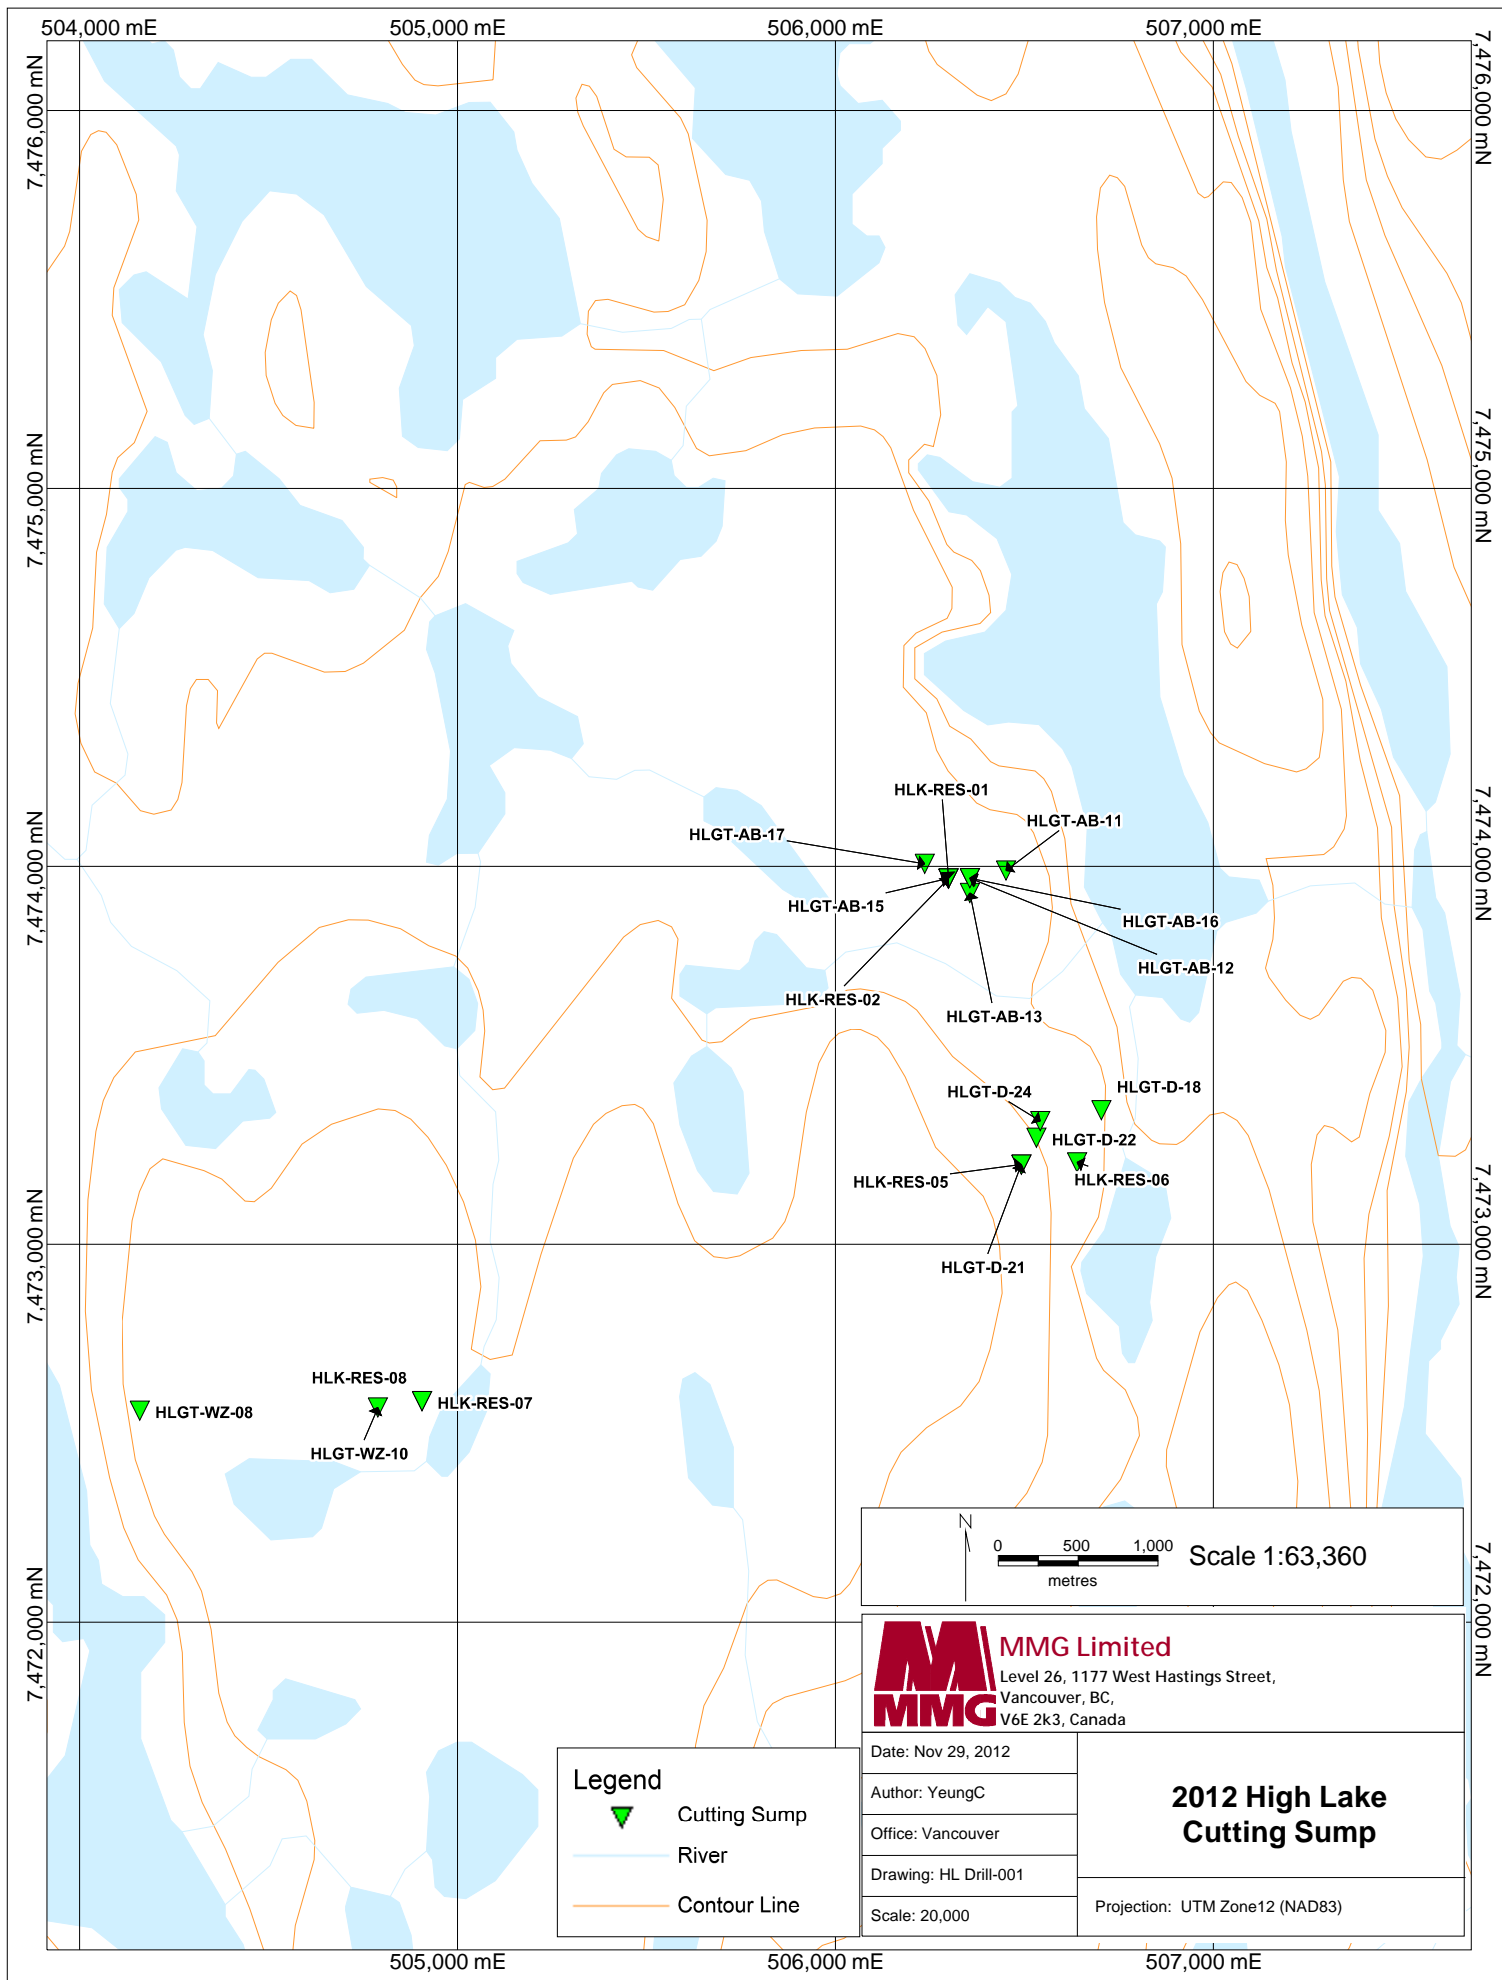 504,000 mE
505,000 mE
506,000 mE
507,000 mE
7,476,000 mN
7,476,000 mN
7,475,000 mN
7,475,000 mN
HLK-RES-01
HLGT-AB-11
HLGT-AB-17
7,474,000 mN
7,474,000 mN
HLGT-AB-15
HLGT-AB-16
HLGT-AB-12
HLK-RES-02
HLGT-AB-13
HLGT-D-18
HLGT-D-24
HLGT-D-22
HLK-RES-05
HLK-RES-06
7,473,000 mN
7,473,000 mN
HLGT-D-21
HLK-RES-08
HLK-RES-07
HLGT-WZ-08
HLGT-WZ-10
N
0 500 1,000
metres
Scale 1:63,360
7,472,000 mN
7,472,000 mN
MMG
MMG Limited
Level 26, 1177 West Hastings Street,
Vancouver, BC,
V6E 2k3, Canada
Date: Nov 29, 2012
Author: YeungC
Office: Vancouver
Drawing: HL Drill-001
Scale: 20,000
2012 High Lake
Cutting Sump
Projection: UTM Zone12 (NAD83)
Legend
Cutting Sump
River
Contour Line
505,000 mE
506,000 mE
507,000 mE